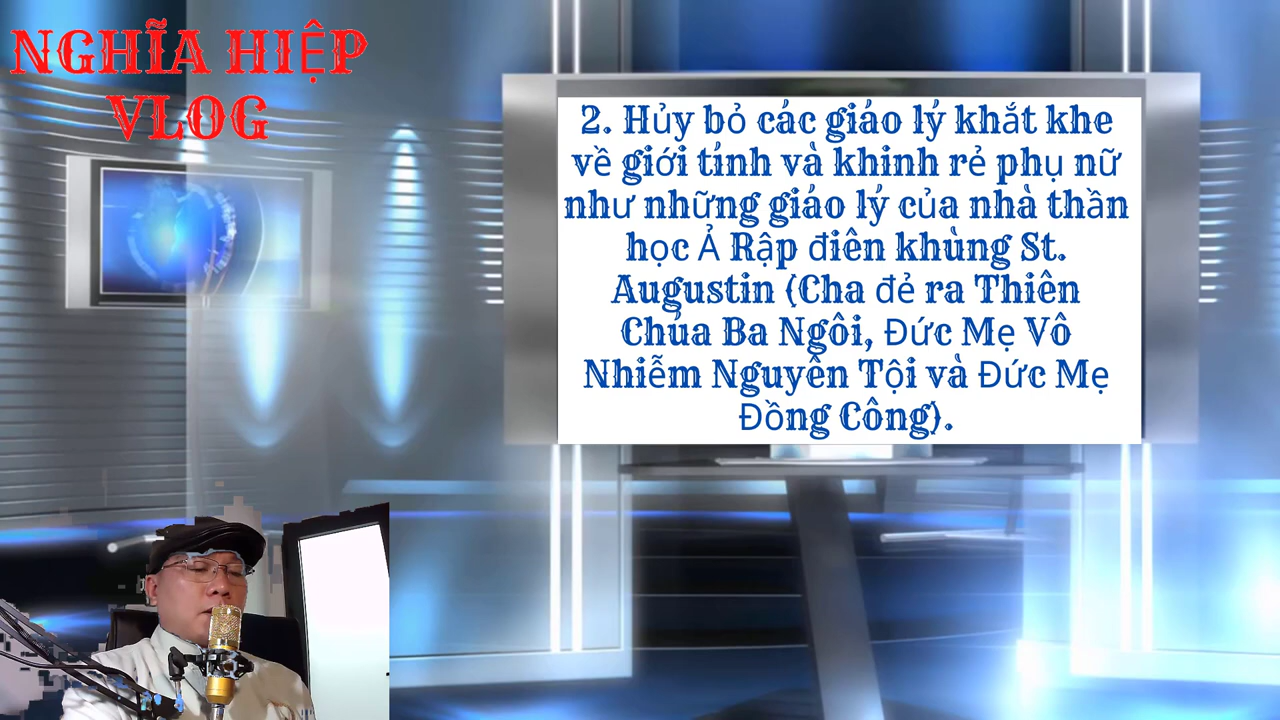 NGHĨA HIỆP
VLOG
2. Hủy bỏ các giáo lý khắt khe
về giới tính và khinh rẻ phụ nữ
như những giáo lý của nhà thần
học Ả Rập điên khùng St.
Augustin (Cha đẻ ra Thiên
Chúa Ba Ngôi, Đức Mẹ Vô
Nhiễm Nguyên Tội và Đức Mẹ
Đồng Công).